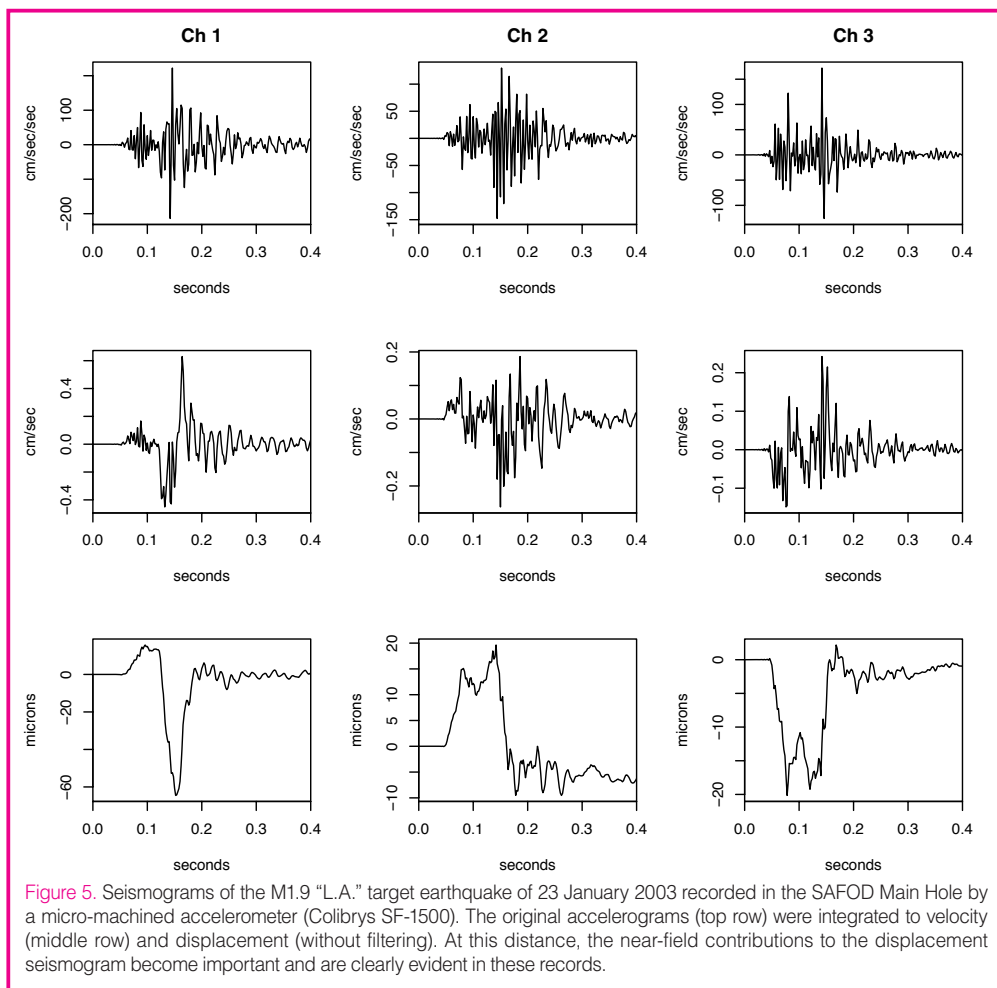 Ch 1 Ch 2 Ch 3
cm/sec/sec
100
0
−200
0.0 0.1 0.2 0.3 0.4
seconds
cm/sec/sec
50
−50
−150
0.0 0.1 0.2 0.3 0.4
seconds
cm/sec/sec
100
0
−100
0.0 0.1 0.2 0.3 0.4
seconds
cm/sec
0.4
0.0
−0.4
0.0 0.1 0.2 0.3 0.4
seconds
cm/sec
0.2
0.0
−0.2
0.0 0.1 0.2 0.3 0.4
seconds
cm/sec
0.2
0.1
0.0
−0.1
0.0 0.1 0.2 0.3 0.4
seconds
microns
0
−20
−60
0.0 0.1 0.2 0.3 0.4
seconds
microns
20
10
5
0
−10
0.0 0.1 0.2 0.3 0.4
seconds
microns
0
−10
−20
0.0 0.1 0.2 0.3 0.4
seconds
Figure 5. Seismograms of the M1.9 “L.A.” target earthquake of 23 January 2003 recorded in the SAFOD Main Hole by
a micro-machined accelerometer (Colibrys SF-1500). The original accelerograms (top row) were integrated to velocity
(middle row) and displacement (without filtering). At this distance, the near-field contributions to the displacement
seismogram become important and are clearly evident in these records.